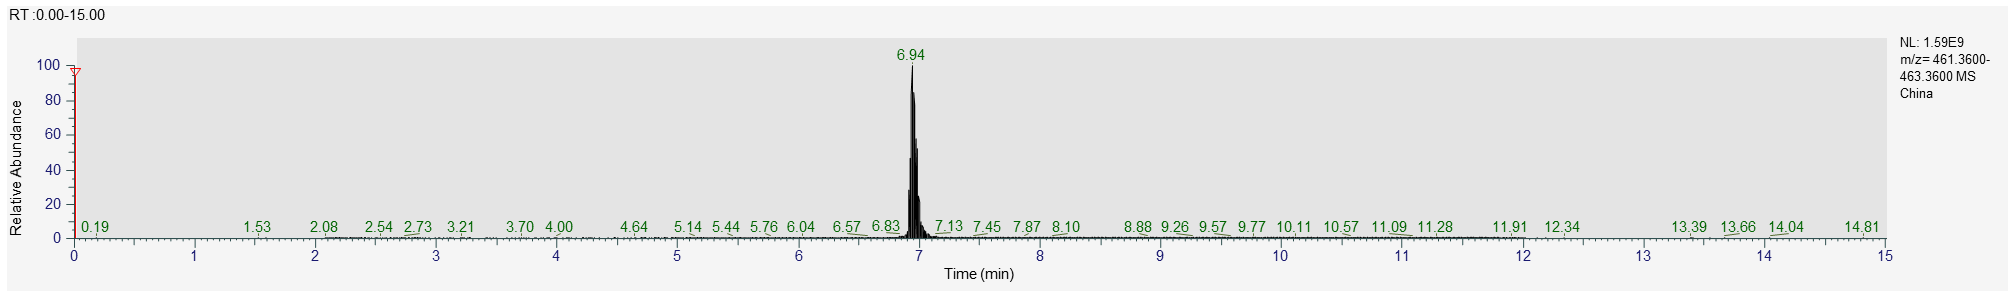 RT :0.00-15.00
NL: 1.59E9
m/z= 461.3600-
463.3600 MS
China
6.94
100
80
60
40
20
0
Relative Abundance
0.19 1.53 2.08 2.54 2.73 3.21 3.70 4.00 4.64 5.14 5.44 5.76 6.04 6.57 6.83 7.13 7.45 7.87 8.10 8.88 9.26 9.57 9.77 10.11 10.57 11.09 11.28 11.91 12.34 13.39 13.66 14.04 14.81
0 1 2 3 4 5 6 7 8 9 10 11 12 13 14 15
Time (min)